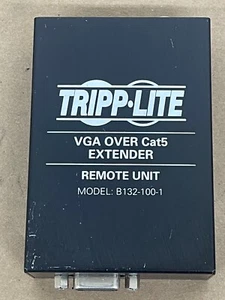 TRIPP·LITE
VGA OVER Cat5
EXTENDER
REMOTE UNIT
MODEL: B132-100-1